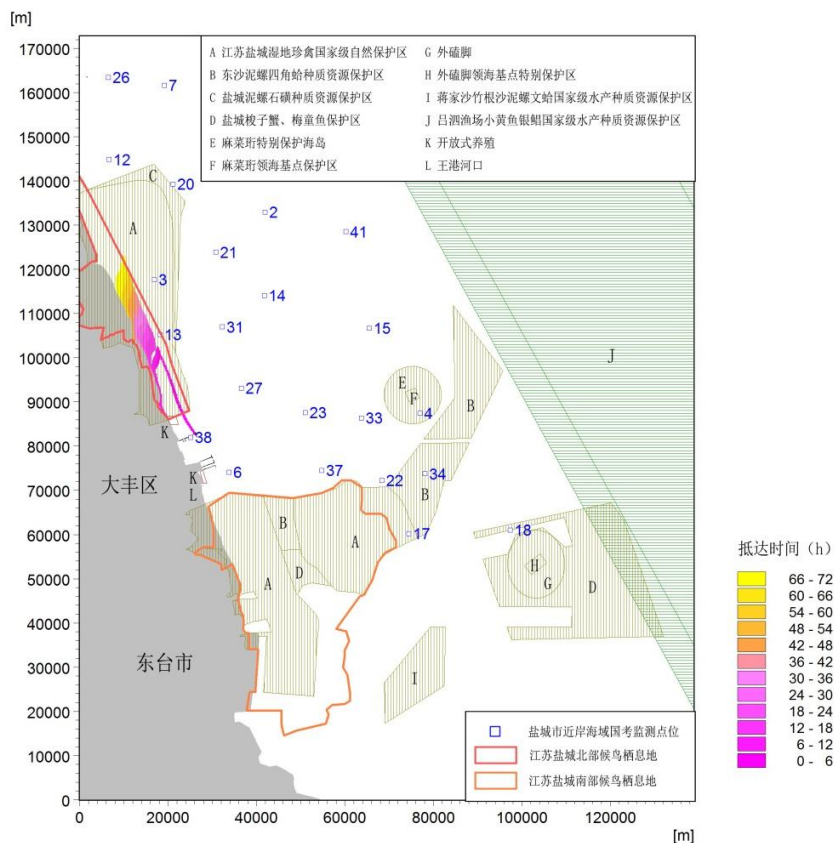 [m]
170000
160000
150000
140000
130000
120000
110000
100000
90000
80000
70000
60000
50000
40000
30000
20000
10000
0
A 江苏盐城湿地珍禽国家级自然保护区
B 东沙泥螺四角蛤种质资源保护区
C 盐城泥螺石磺种质资源保护区
D 盐城梭子蟹、梅童鱼保护区
E 麻菜珩特别保护海岛
F 麻菜珩领海基点保护区
G 外磕脚
H 外磕脚领海基点特别保护区
I 蒋家沙竹根沙泥螺文蛤国家级水产种质资源保护区
J 吕泗渔场小黄鱼银鲳国家级水产种质资源保护区
K 开放式养殖
L 王港河口
26
7
12
C
20
2
A
41
21
3
14
31
13
15
J
27
E
F
B
23
33
4
K
38
6
37
34
22
K
L
B
大丰区
17
B
A
18
D
A
H
G
D
东台市
I
盐城市近岸海域国考监测点位
江苏盐城北部候鸟栖息地
江苏盐城南部候鸟栖息地
0
20000
40000
60000
80000
100000
120000
[m]
抵达时间（h）
66 - 72
60 - 66
54 - 60
48 - 54
42 - 48
36 - 42
30 - 36
24 - 30
18 - 24
12 - 18
6 - 12
0 - 6